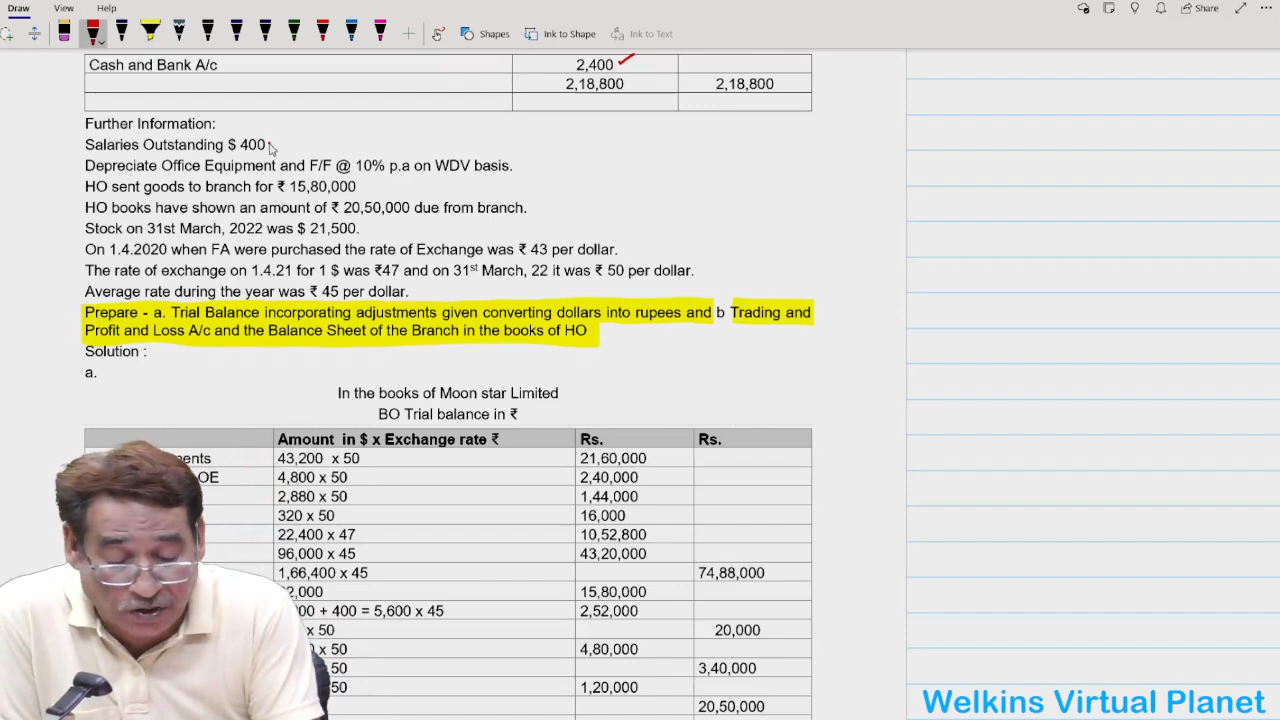 Draw View Help Share
Shapes Ink to Shape Ink to Text
Cash and Bank A/c 2,400
2,18,800 2,18,800
Further Information:
Salaries Outstanding $ 400
Depreciate Office Equipment and F/F @ 10% p.a on WDV basis.
HO sent goods to branch for ₹ 15,80,000
HO books have shown an amount of ₹ 20,50,000 due from branch.
Stock on 31st March, 2022 was $ 21,500.
On 1.4.2020 when FA were purchased the rate of Exchange was ₹ 43 per dollar.
The rate of exchange on 1.4.21 for 1 $ was ₹47 and on 31st March, 22 it was ₹ 50 per dollar.
Average rate during the year was ₹ 45 per dollar.
Prepare - a. Trial Balance incorporating adjustments given converting dollars into rupees and b Trading and
Profit and Loss A/c and the Balance Sheet of the Branch in the books of HO
Solution :
a.
In the books of Moon star Limited
BO Trial balance in ₹
Amount in $ x Exchange rate ₹ Rs. Rs.
43,200 x 50 21,60,000
OE 4,800 x 50 2,40,000
2,880 x 50 1,44,000
320 x 50 16,000
22,400 x 47 10,52,800
96,000 x 45 43,20,000
1,66,400 x 45 74,88,000
15,80,000
+ 400 = 5,600 x 45 2,52,000
x 50 20,000
x 50 4,80,000
50 3,40,000
50 1,20,000
20,50,000
Welkins Virtual Planet